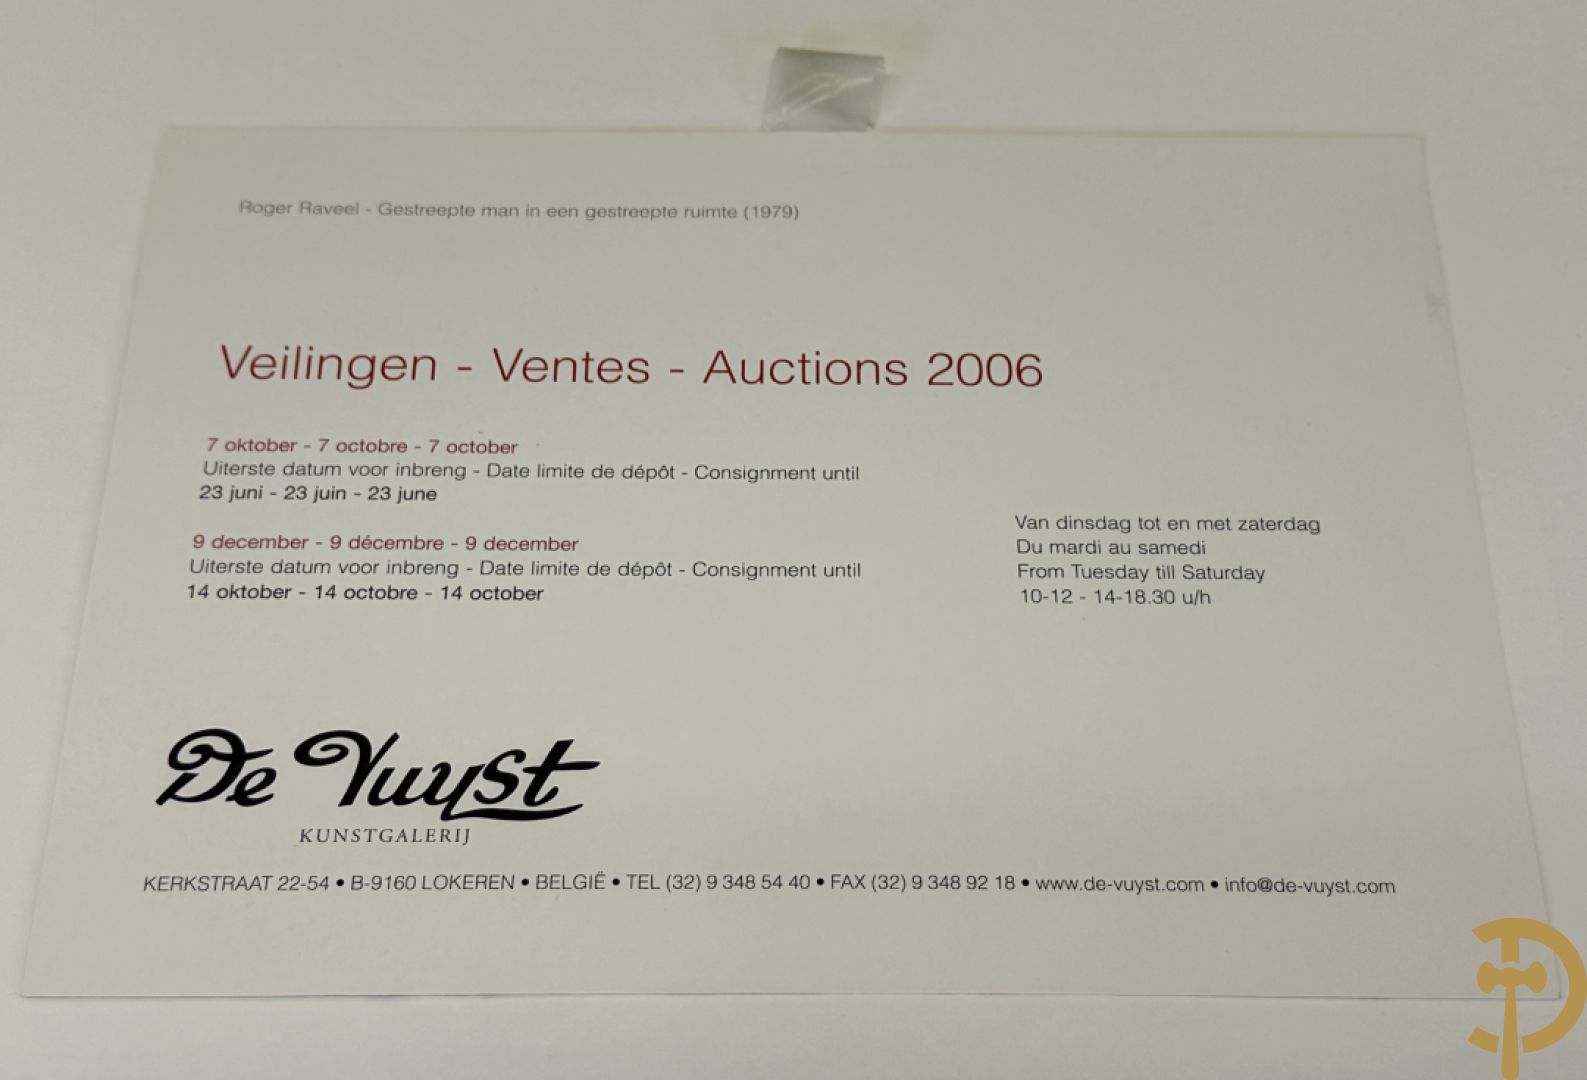 Roger Raveel - Gestreepte man in een gestreepte ruimte (1979)
Veilingen - Ventes - Auctions 2006
7 oktober - 7 octobre - 7 october
Uiterste datum voor inbreng - Date limite de dépôt - Consignment until
23 juni - 23 juin - 23 june
9 december - 9 décembre - 9 december
Uiterste datum voor inbreng - Date limite de dépôt - Consignment until
14 oktober - 14 octobre - 14 october
Van dinsdag tot en met zaterdag
Du mardi au samedi
From Tuesday till Saturday
10-12 - 14-18.30 u/h
De Vuyst
KUNSTGALERIJ
KERKSTRAAT 22-54 • B-9160 LOKEREN • BELGIË • TEL (32) 9 348 54 40 • FAX (32) 9 348 92 18 • www.de-vuyst.com • info@de-vuyst.com